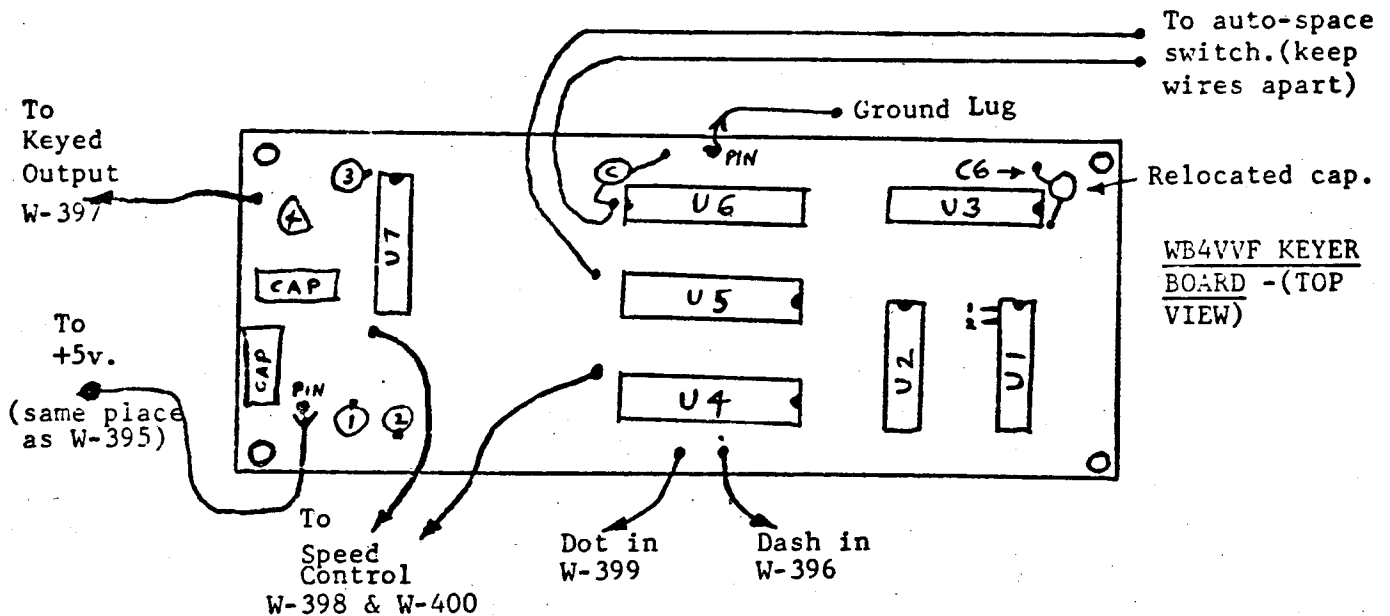 To auto-space
switch.(keep
wires apart)
To
Keyed
Output
W-397
Ground Lug
PIN
3
C
C6
Relocated cap.
4
U7
U6
U3
WB4VVF KEYER
BOARD -(TOP
VIEW)
CAP
U5
1
2
To
+5v.
CAP
U2
U1
PIN
(same place
as W-395)
1
2
U4
To
Speed
Control
W-398 & W-400
Dot in
W-399
Dash in
W-396